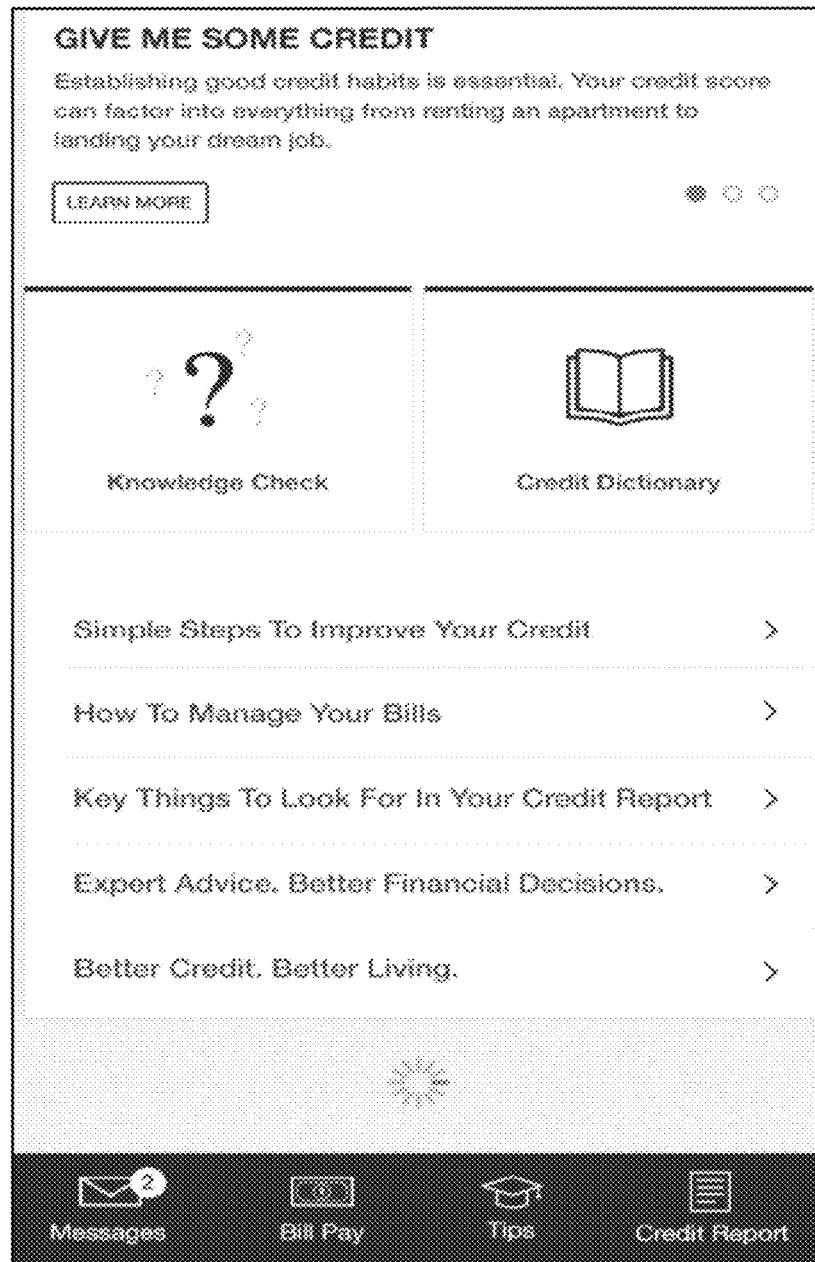 GIVE ME SOME CREDIT
Establishing good credit habits is essential. Your credit score
can factor into everything from renting an apartment to
landing your dream job.
LEARN MORE
? ? ? ?
Knowledge Check
Credit Dictionary
Simple Steps To Improve Your Credit
How To Manage Your Bills
Key Things To Look For In Your Credit Report
Expert Advice. Better Financial Decisions.
Better Credit. Better Living.
2
Messages
Bill Pay
Tips
Credit Report